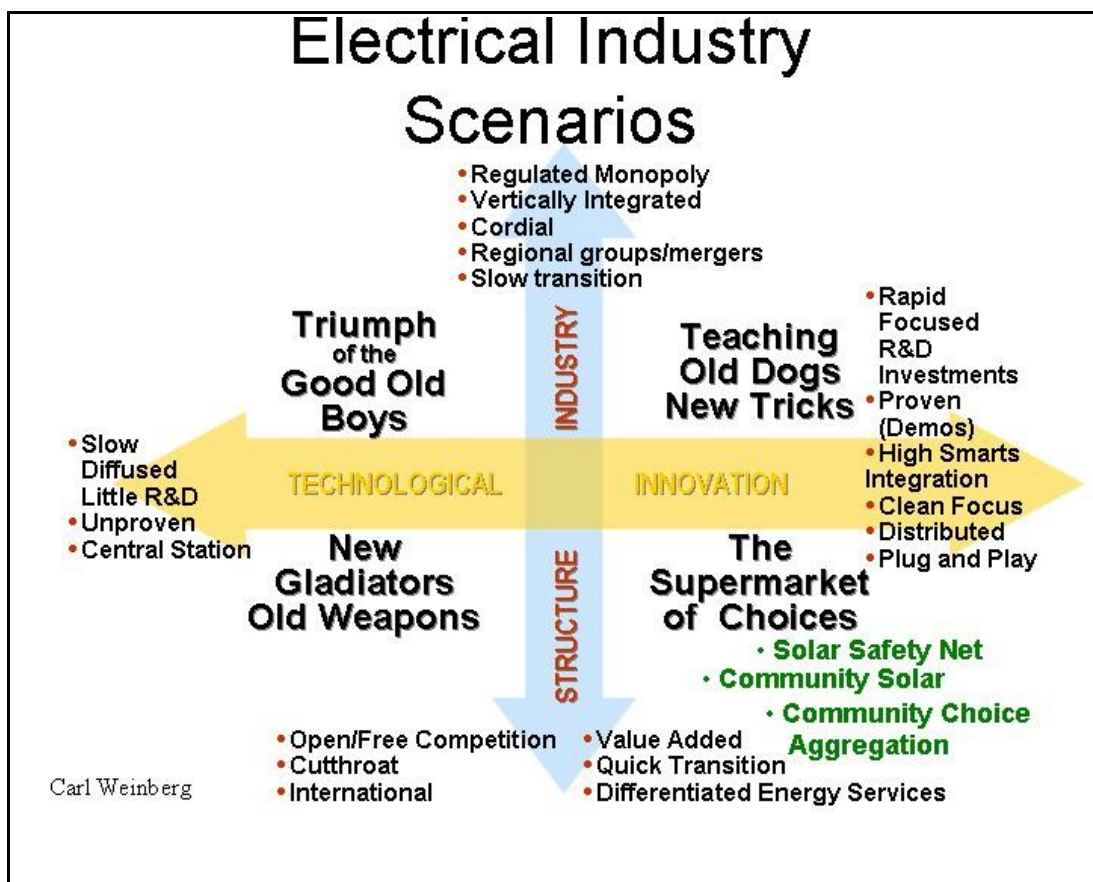 Electrical Industry
Scenarios
•Regulated Monopoly
•Vertically Integrated
•Cordial
•Regional groups/mergers
•Slow transition
Triumph
of the
Good Old
Boys
INDUSTRY
Teaching
Old Dogs
New Tricks
•Rapid
Focused
R&D
Investments
•Proven
(Demos)
•High Smarts
Integration
•Clean Focus
•Distributed
•Plug and Play
•Slow
Diffused
Little R&D
•Unproven
•Central Station
TECHNOLOGICAL INNOVATION
New
Gladiators
Old Weapons
STRUCTURE
The
Supermarket
of Choices
· Solar Safety Net
· Community Solar
· Community Choice
Aggregation
•Open/Free Competition
•Cutthroat
•International
•Value Added
•Quick Transition
•Differentiated Energy Services
Carl Weinberg